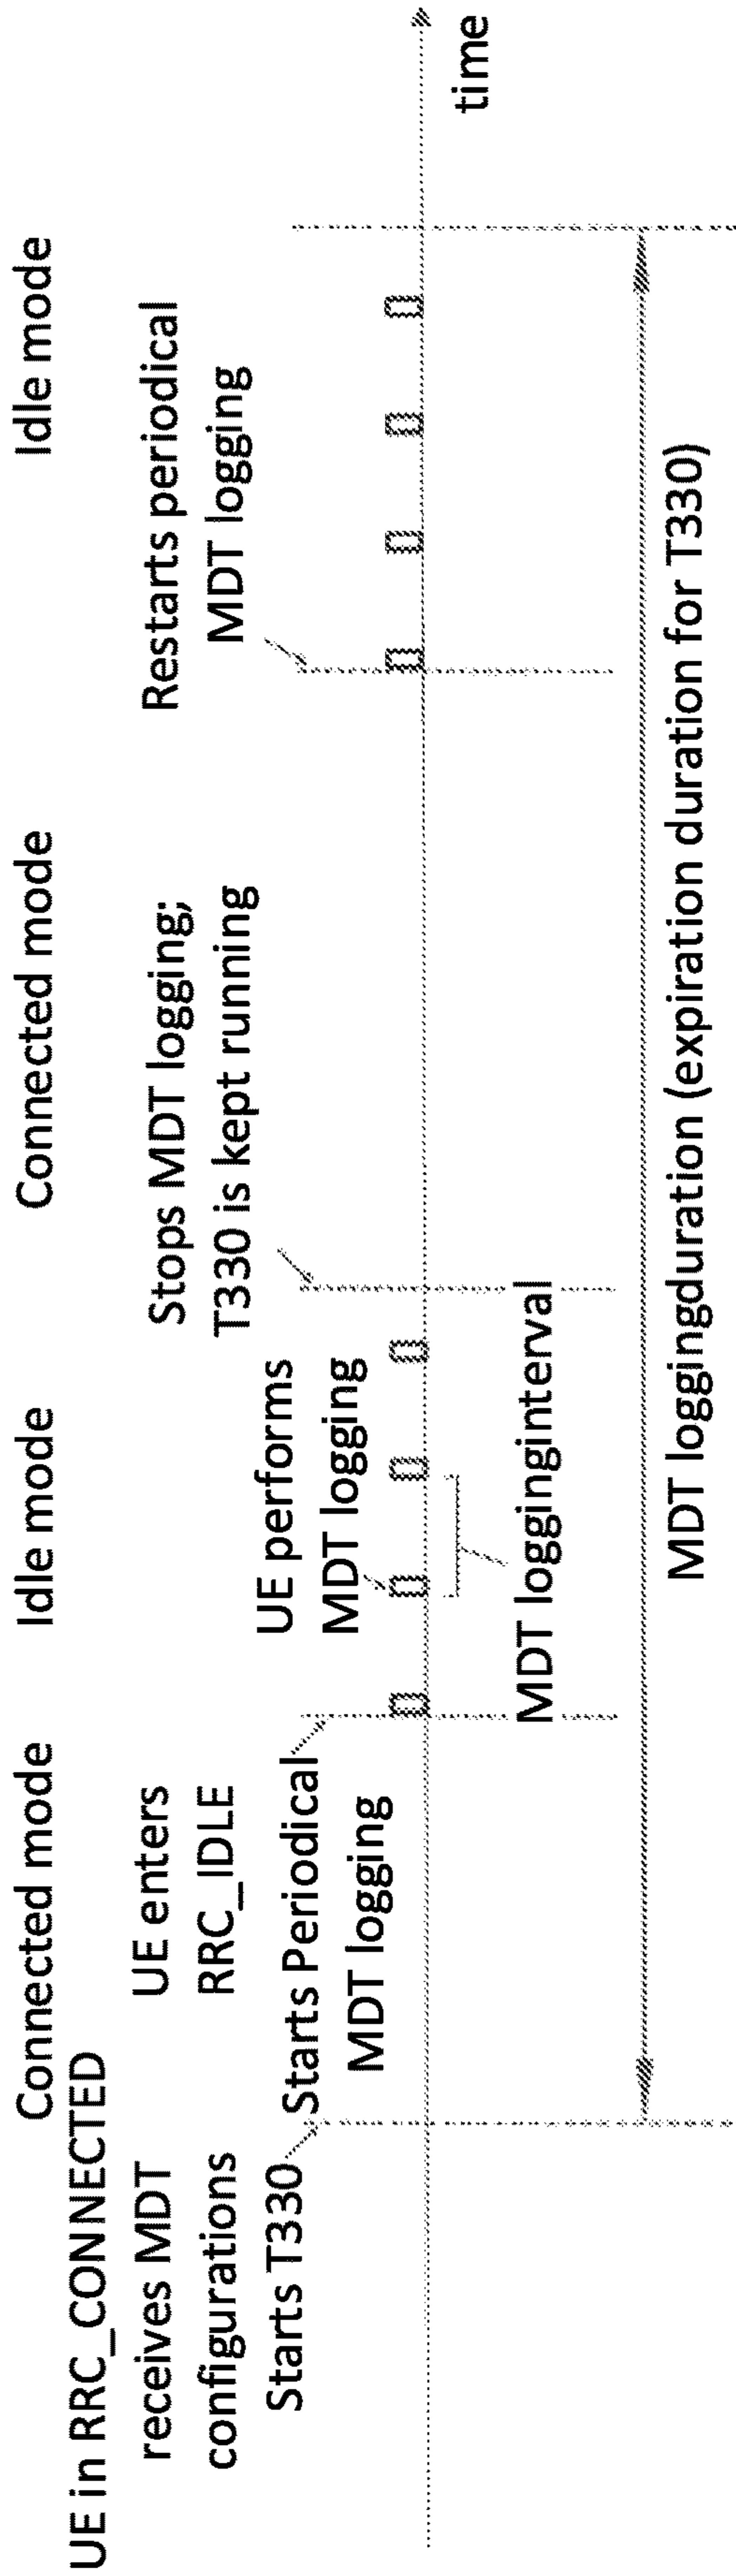 Connected mode
Idle mode
Connected mode
Idle mode
UE in RRC_CONNECTED
receives MDT
configurations
Starts T330
UE enters
RRC_IDLE
Starts Periodical
MDT logging
UE performs
MDT logging
Stops MDT logging;
T330 is kept running
Restarts periodical
MDT logging
time
MDT logginginterval
MDT loggingduration (expiration duration for T330)